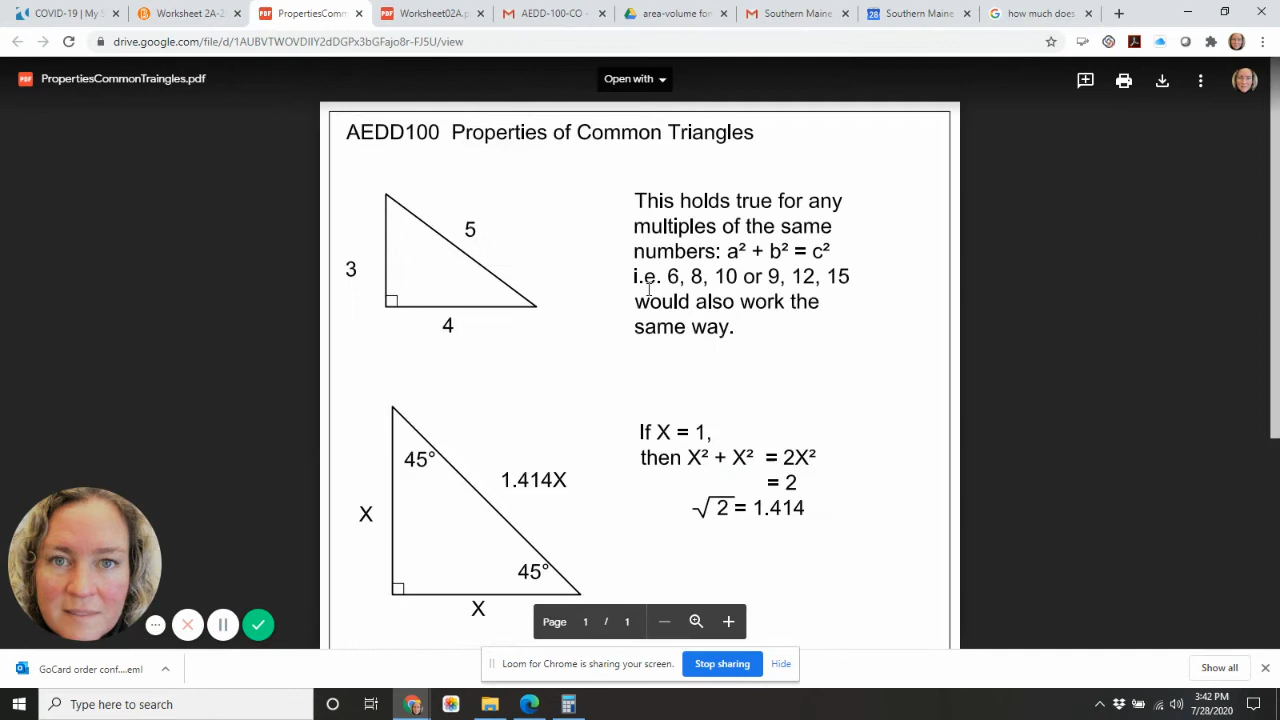 COVID-19 | My S
Worksheet 2A-2
PropertiesComm
Worksheet02A.p
AEDD-100-CO -
area-volume for
Southern Maine
28
Southern Maine
how much does
drive.google.com/file/d/1AUBVTWOVDIIY2dDGPx3bGFajo8r-FJ5U/view
PDF
PropertiesCommonTraingles.pdf
Open with
AEDD100 Properties of Common Triangles
5
3
4
This holds true for any
multiples of the same
numbers: a² + b² = c²
i.e. 6, 8, 10 or 9, 12, 15
would also work the
same way.
45°
1.414X
X
45°
X
If X = 1,
then X² + X² = 2X²
= 2
√2 = 1.414
Page 1 / 1
Loom for Chrome is sharing your screen.
Stop sharing
Hide
GoCard order conf....eml
Show all
Type here to search
3:42 PM
7/28/2020